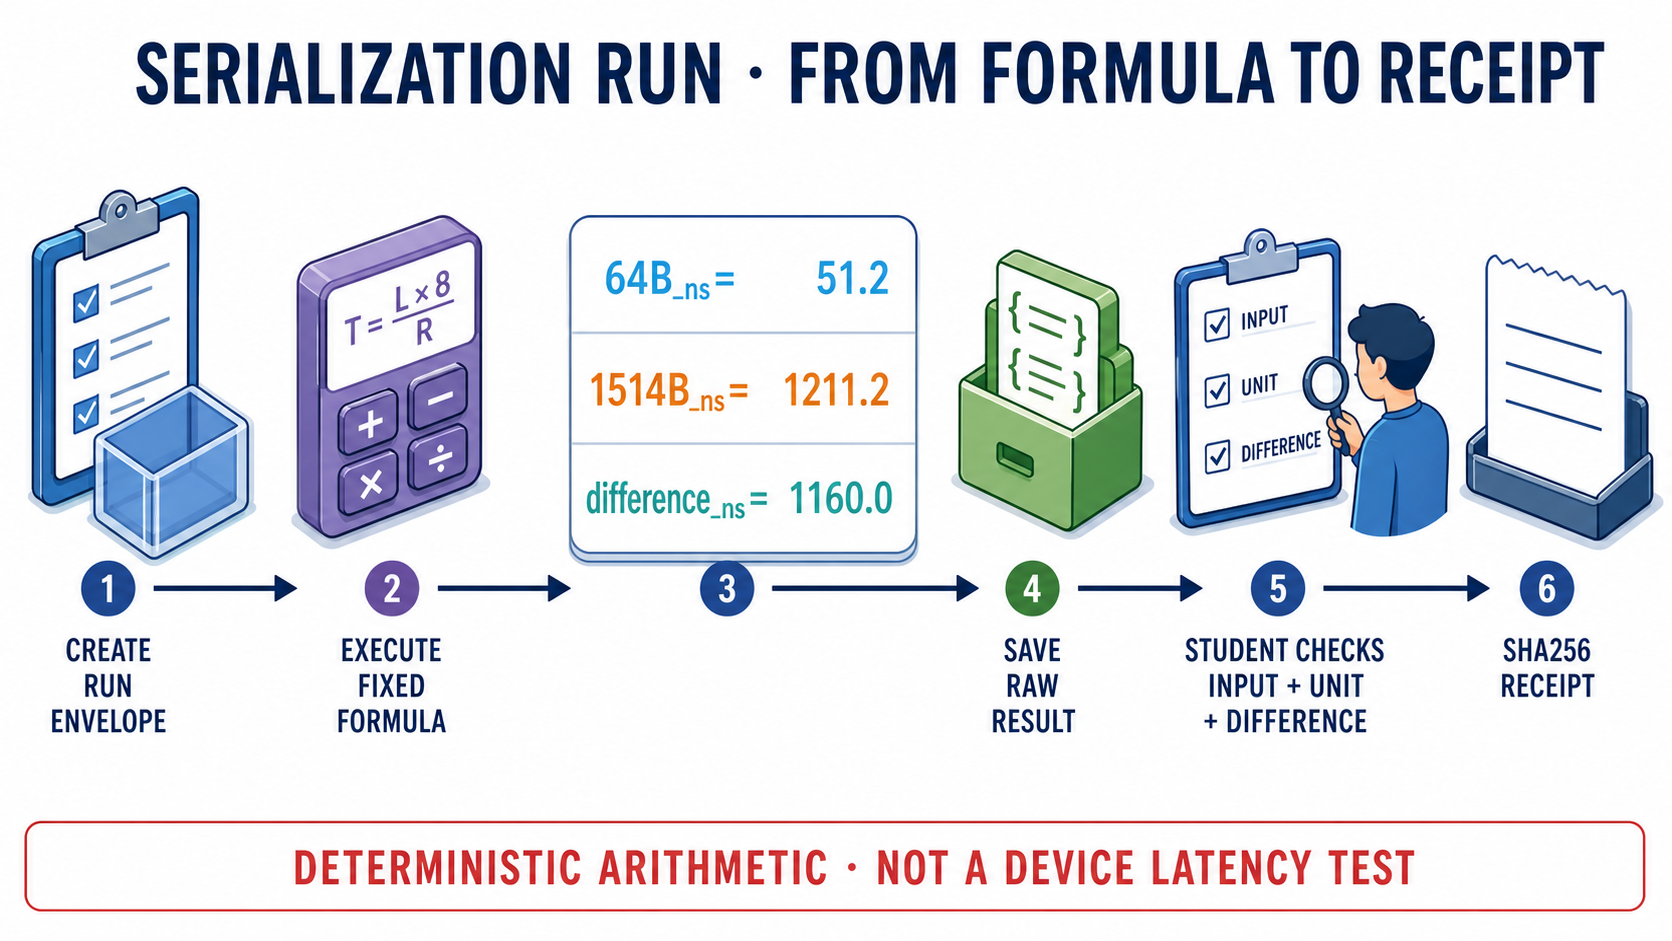 SERIALIZATION RUN · FROM FORMULA TO RECEIPT
T = L × 8 / R
+ −
× ÷
64B_ns = 51.2
1514B_ns = 1211.2
difference_ns = 1160.0
{ }
{ }
INPUT
UNIT
DIFFERENCE
1
2
3
4
5
6
CREATE
RUN
ENVELOPE
EXECUTE
FIXED
FORMULA
SAVE
RAW
RESULT
STUDENT CHECKS
INPUT + UNIT
+ DIFFERENCE
SHA256
RECEIPT
DETERMINISTIC ARITHMETIC · NOT A DEVICE LATENCY TEST